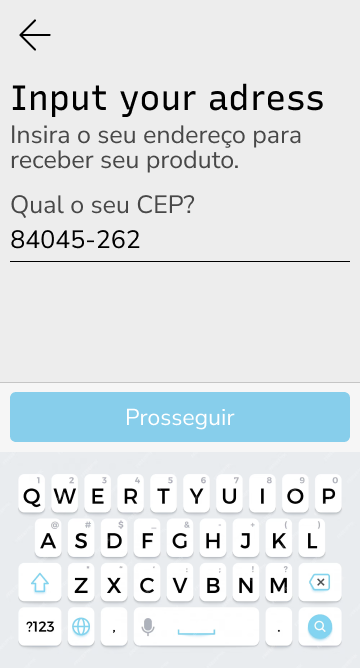 Input your adress
Insira o seu endereço para
receber seu produto.
Qual o seu CEP?
84045-262
Prosseguir
1 2 3 4 5 6 7 8 9 0
Q W E R T Y U I O P
@ # $ _ & - + ( )
A S D F G H J K L
* " ' : ; ! ?
Z X C V B N M
?123 , .